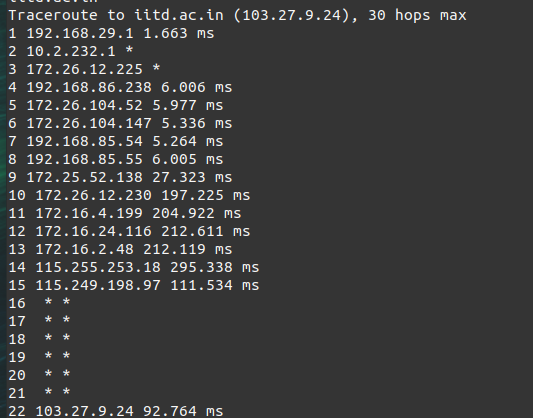 Traceroute to iitd.ac.in (103.27.9.24), 30 hops max
1 192.168.29.1 1.663 ms
2 10.2.232.1 *
3 172.26.12.225 *
4 192.168.86.238 6.006 ms
5 172.26.104.52 5.977 ms
6 172.26.104.147 5.336 ms
7 192.168.85.54 5.264 ms
8 192.168.85.55 6.005 ms
9 172.25.52.138 27.323 ms
10 172.26.12.230 197.225 ms
11 172.16.4.199 204.922 ms
12 172.16.24.116 212.611 ms
13 172.16.2.48 212.119 ms
14 115.255.253.18 295.338 ms
15 115.249.198.97 111.534 ms
16  * *
17  * *
18  * *
19  * *
20  * *
21  * *
22 103.27.9.24 92.764 ms